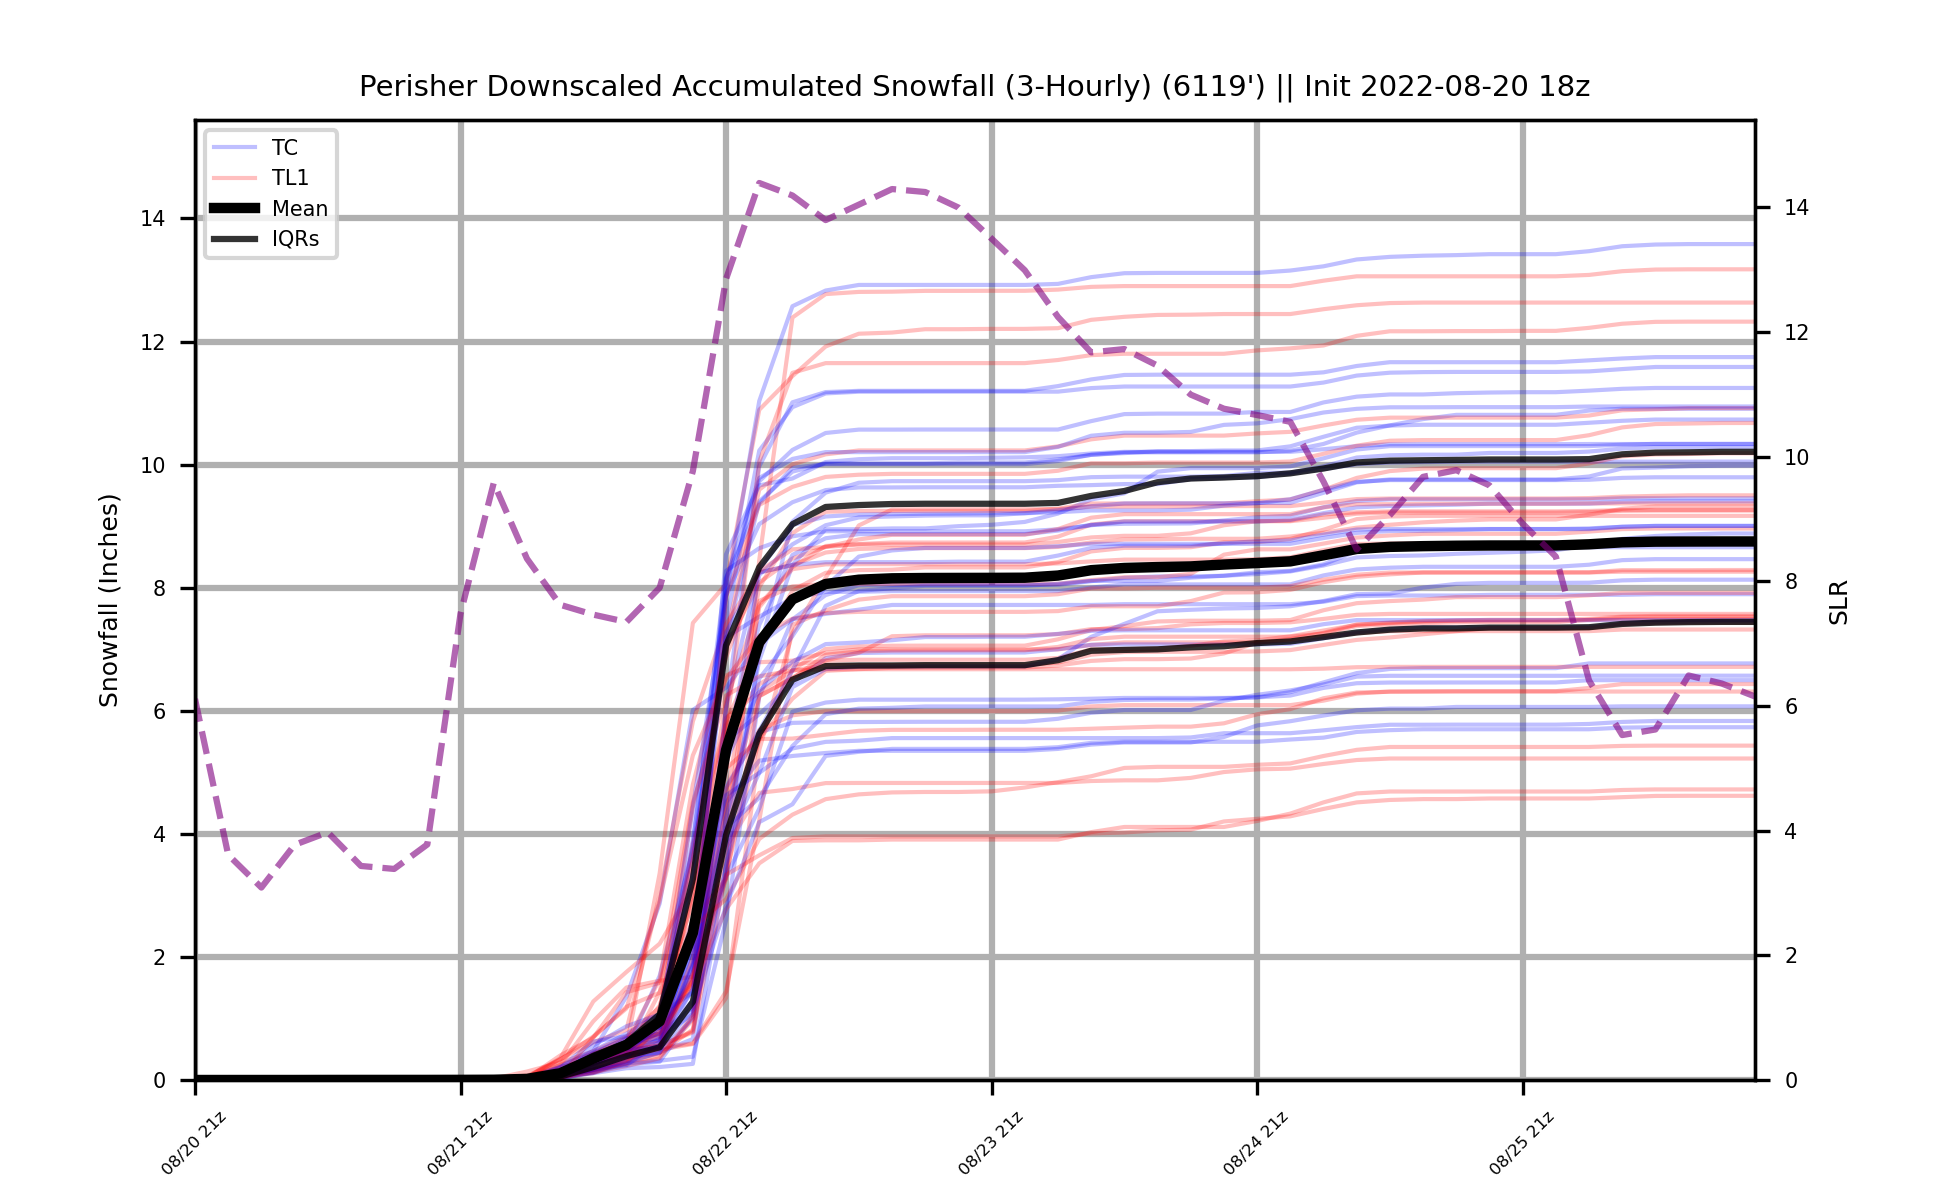 Perisher Downscaled Accumulated Snowfall (3-Hourly) (6119') || Init 2022-08-20 18z
TC
TL1
Mean
IQRs
Snowfall (Inches)
14
12
10
8
6
4
2
0
14
12
10
8
6
4
2
0
SLR
08/20 21z
08/21 21z
08/22 21z
08/23 21z
08/24 21z
08/25 21z